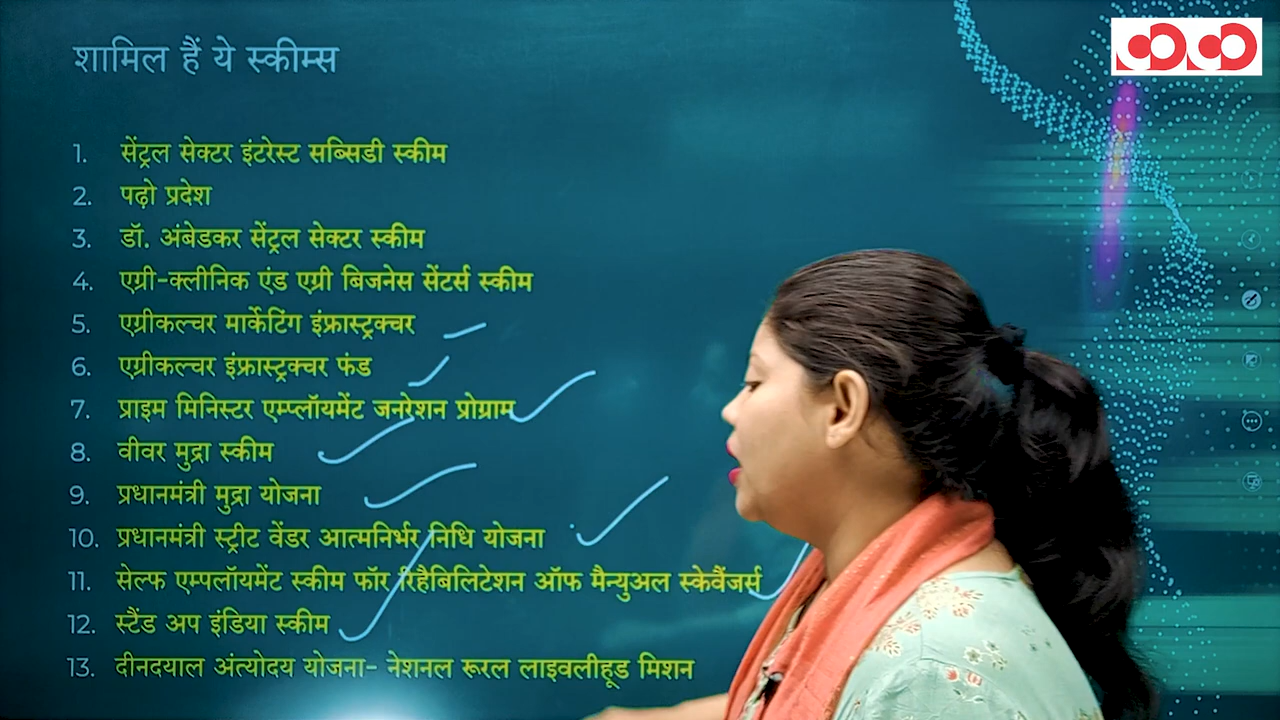 शामिल हैं ये स्कीम्स
1. सेंट्रल सेक्टर इंटरेस्ट सब्सिडी स्कीम
2. पढ़ो प्रदेश
3. डॉ. अंबेडकर सेंट्रल सेक्टर स्कीम
4. एग्री-क्लीनिक एंड एग्री बिजनेस सेंटर्स स्कीम
5. एग्रीकल्चर मार्केटिंग इंफ्रास्ट्रक्चर
6. एग्रीकल्चर इंफ्रास्ट्रक्चर फंड
7. प्राइम मिनिस्टर एम्प्लॉयमेंट जनरेशन प्रोग्राम
8. वीवर मुद्रा स्कीम
9. प्रधानमंत्री मुद्रा योजना
10. प्रधानमंत्री स्ट्रीट वेंडर आत्मनिर्भर निधि योजना
11. सेल्फ एम्पलॉयमेंट स्कीम फॉर रिहैबिलिटेशन ऑफ मैन्युअल स्केवैंजर्स
12. स्टैंड अप इंडिया स्कीम
13. दीनदयाल अंत्योदय योजना- नेशनल रूरल लाइवलीहूड मिशन